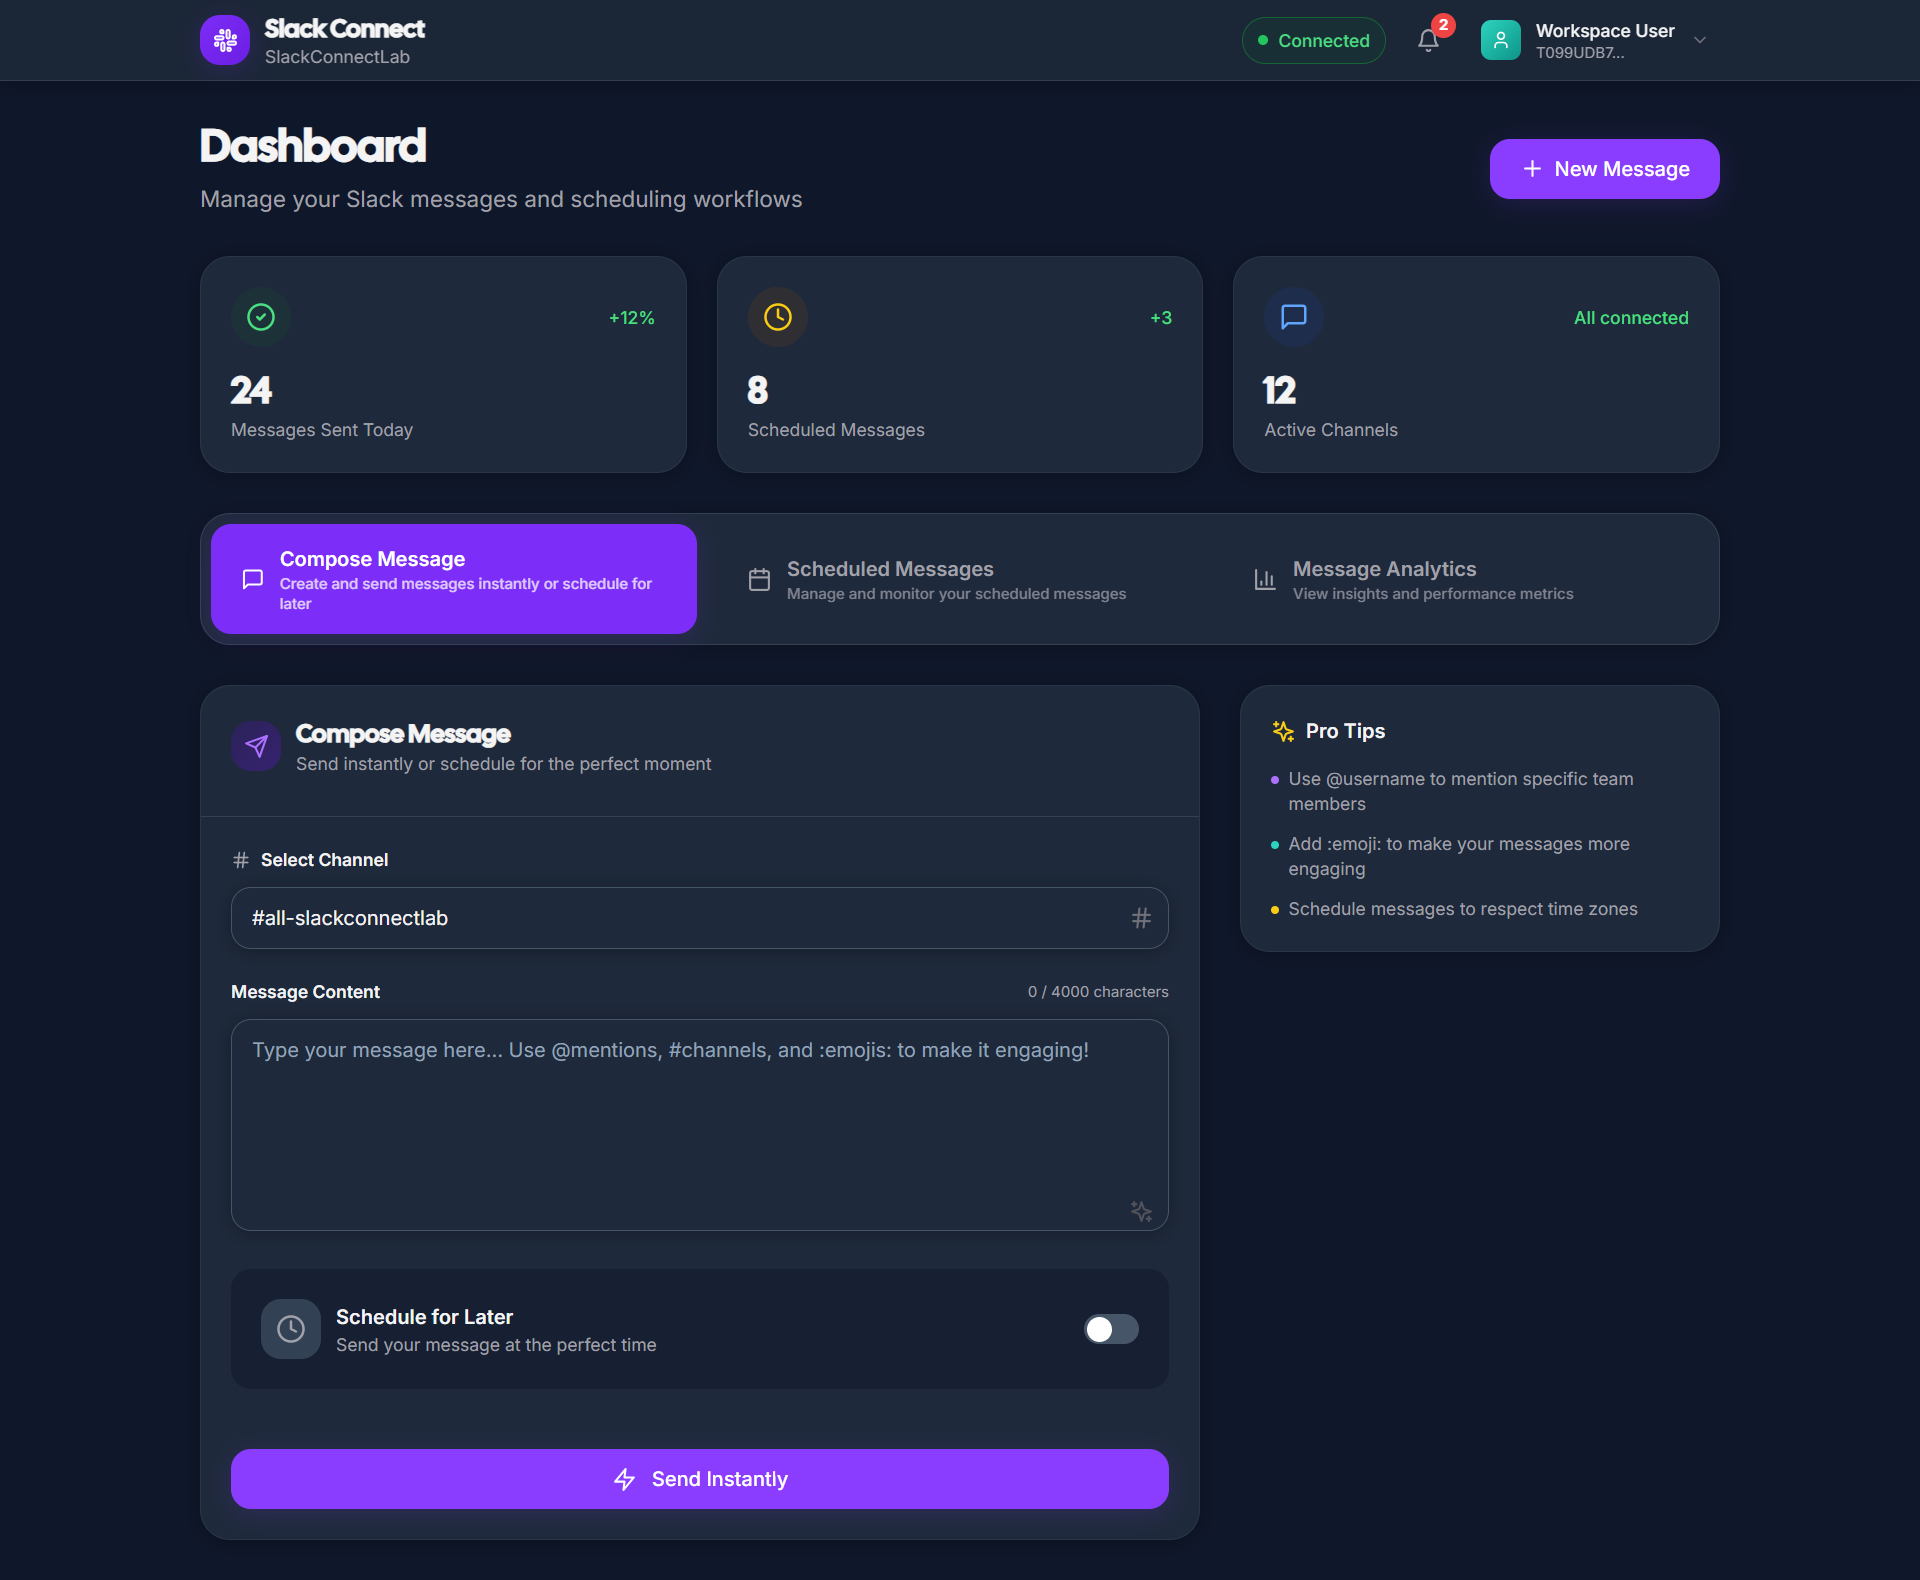 Slack Connect
SlackConnectLab
Connected
2
Workspace User
T099UDB7...
Dashboard
Manage your Slack messages and scheduling workflows
New Message
+12%
24
Messages Sent Today
+3
8
Scheduled Messages
All connected
12
Active Channels
Compose Message
Create and send messages instantly or schedule for
later
Scheduled Messages
Manage and monitor your scheduled messages
Message Analytics
View insights and performance metrics
Compose Message
Send instantly or schedule for the perfect moment
# Select Channel
#all-slackconnectlab
#
Message Content
0 / 4000 characters
Type your message here... Use @mentions, #channels, and :emojis: to make it engaging!
Schedule for Later
Send your message at the perfect time
Send Instantly
Pro Tips
Use @username to mention specific team
members
Add :emoji: to make your messages more
engaging
Schedule messages to respect time zones